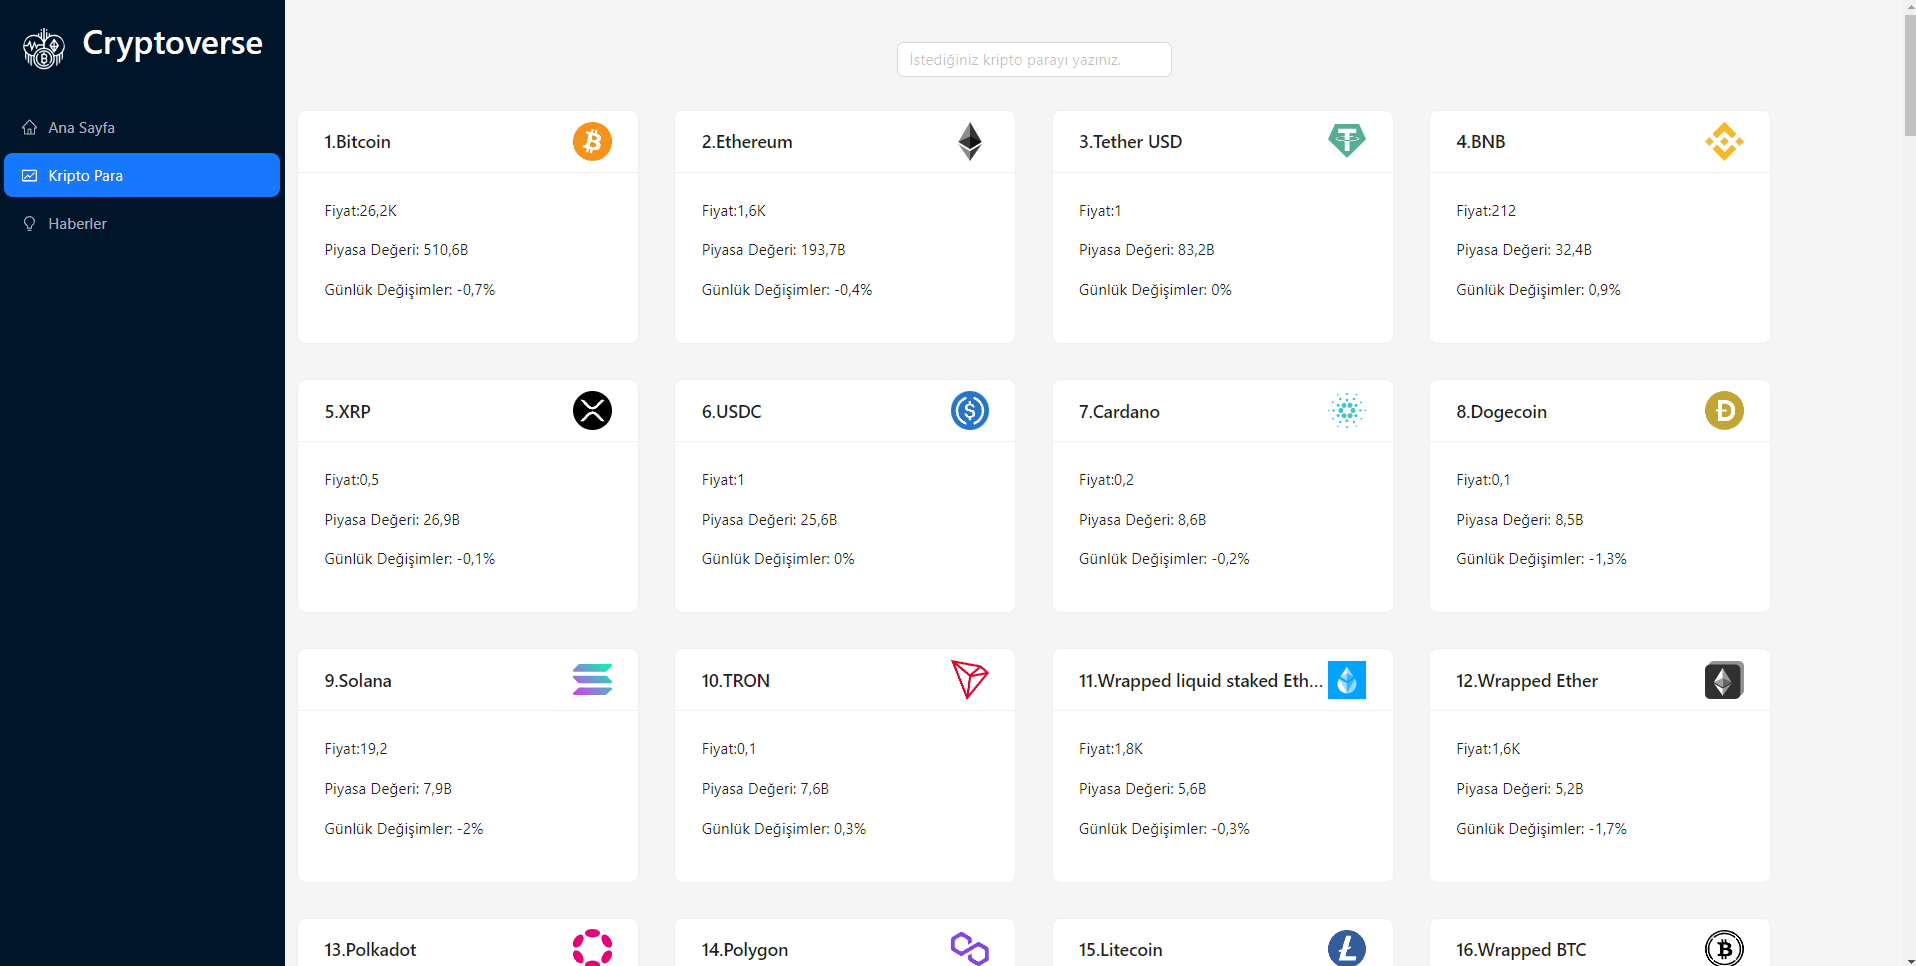 Cryptoverse
Ana Sayfa
Kripto Para
Haberler
İstediğiniz kripto parayı yazınız.
1.Bitcoin
Fiyat:26,2K
Piyasa Değeri: 510,6B
Günlük Değişimler: -0,7%
2.Ethereum
Fiyat:1,6K
Piyasa Değeri: 193,7B
Günlük Değişimler: -0,4%
3.Tether USD
Fiyat:1
Piyasa Değeri: 83,2B
Günlük Değişimler: 0%
4.BNB
Fiyat:212
Piyasa Değeri: 32,4B
Günlük Değişimler: 0,9%
5.XRP
Fiyat:0,5
Piyasa Değeri: 26,9B
Günlük Değişimler: -0,1%
6.USDC
Fiyat:1
Piyasa Değeri: 25,6B
Günlük Değişimler: 0%
7.Cardano
Fiyat:0,2
Piyasa Değeri: 8,6B
Günlük Değişimler: -0,2%
8.Dogecoin
Fiyat:0,1
Piyasa Değeri: 8,5B
Günlük Değişimler: -1,3%
9.Solana
Fiyat:19,2
Piyasa Değeri: 7,9B
Günlük Değişimler: -2%
10.TRON
Fiyat:0,1
Piyasa Değeri: 7,6B
Günlük Değişimler: 0,3%
11.Wrapped liquid staked Eth...
Fiyat:1,8K
Piyasa Değeri: 5,6B
Günlük Değişimler: -0,3%
12.Wrapped Ether
Fiyat:1,6K
Piyasa Değeri: 5,2B
Günlük Değişimler: -1,7%
13.Polkadot
14.Polygon
15.Litecoin
16.Wrapped BTC